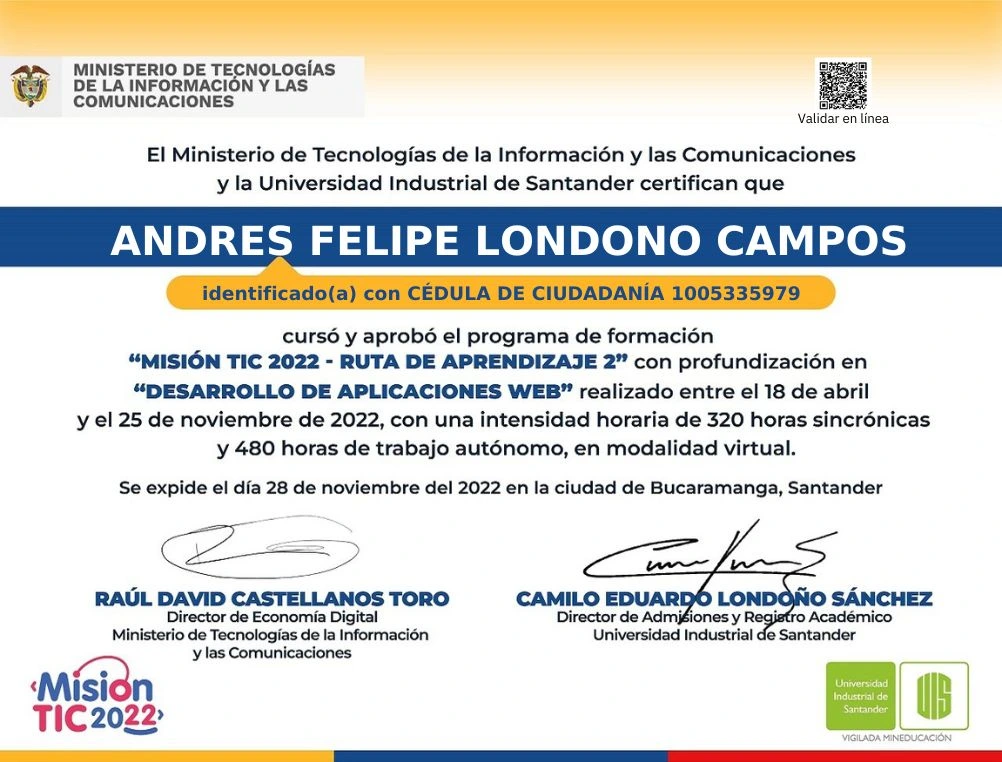 MINISTERIO DE TECNOLOGÍAS
DE LA INFORMACIÓN Y LAS
COMUNICACIONES
Validar en línea
El Ministerio de Tecnologías de la Información y las Comunicaciones
y la Universidad Industrial de Santander certifican que
ANDRES FELIPE LONDONO CAMPOS
identificado(a) con CÉDULA DE CIUDADANÍA 1005335979
cursó y aprobó el programa de formación
“MISIÓN TIC 2022 - RUTA DE APRENDIZAJE 2” con profundización en
“DESARROLLO DE APLICACIONES WEB” realizado entre el 18 de abril
y el 25 de noviembre de 2022, con una intensidad horaria de 320 horas sincrónicas
y 480 horas de trabajo autónomo, en modalidad virtual.
Se expide el día 28 de noviembre del 2022 en la ciudad de Bucaramanga, Santander
RAÚL DAVID CASTELLANOS TORO
Director de Economía Digital
Ministerio de Tecnologías de la Información
y las Comunicaciones
CAMILO EDUARDO LONDOÑO SÁNCHEZ
Director de Admisiones y Registro Académico
Universidad Industrial de Santander
Misión
TIC 2022
Universidad
Industrial de
Santander
UIS
VIGILADA MINEDUCACIÓN